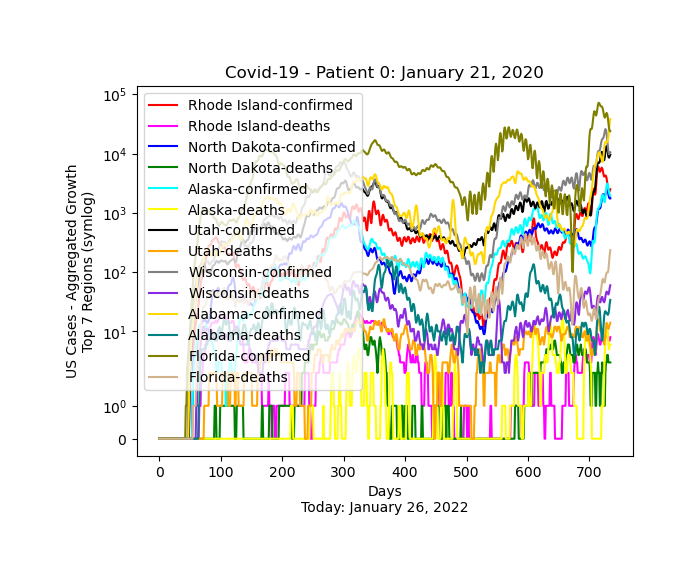 Covid-19 - Patient 0: January 21, 2020
US Cases - Aggregated Growth
Top 7 Regions (symlog)
10^5
10^4
10^3
10^2
10^1
10^0
0
Rhode Island-confirmed
Rhode Island-deaths
North Dakota-confirmed
North Dakota-deaths
Alaska-confirmed
Alaska-deaths
Utah-confirmed
Utah-deaths
Wisconsin-confirmed
Wisconsin-deaths
Alabama-confirmed
Alabama-deaths
Florida-confirmed
Florida-deaths
0 100 200 300 400 500 600 700
Days
Today: January 26, 2022